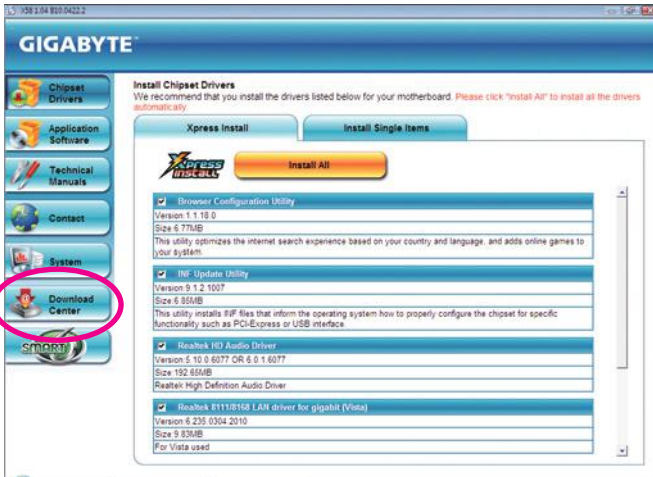 X58 1.04 B10.0422.2
GIGABYTE™
Chipset
Drivers
Application
Software
Technical
Manuals
Contact
System
Download
Center
SMART
Install Chipset Drivers
We recommend that you install the drivers listed below for your motherboard. Please click "Install All" to install all the drivers
automatically.
Xpress Install
Install Single Items
Xpress
INSTALL
Install All
Browser Configuration Utility
Version:1.1.18.0
Size:6.77MB
This utility optimizes the internet search experience based on your country and language, and adds online games to
your system.
INF Update Utility
Version:9.1.2.1007
Size:6.85MB
This utility installs INF files that inform the operating system how to properly configure the chipset for specific
functionality such as PCI-Express or USB interface.
Realtek HD Audio Driver
Version:5.10.0.6077 OR 6.0.1.6077
Size:192.65MB
Realtek High Definition Audio Driver
Realtek 8111/8168 LAN driver for gigabit (Vista)
Version:6.235.0304.2010
Size:9.83MB
For Vista used